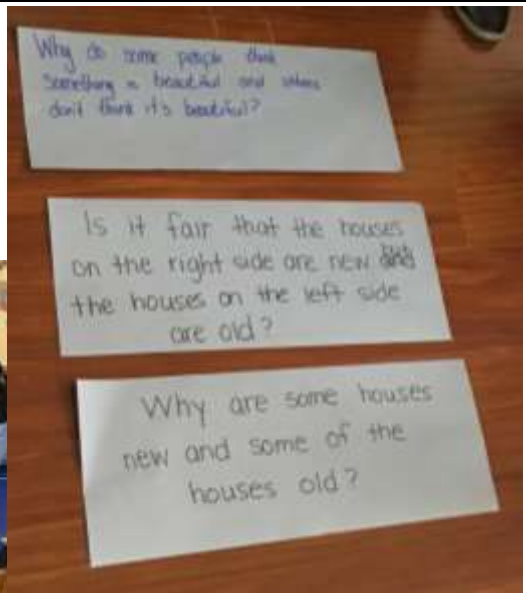 Why do some people think
something is beautiful and others
don't think it's beautiful?
Is it fair that the houses
on the right side are new
the houses on the left side
are old?
Why are some houses
new and some of the
houses old?